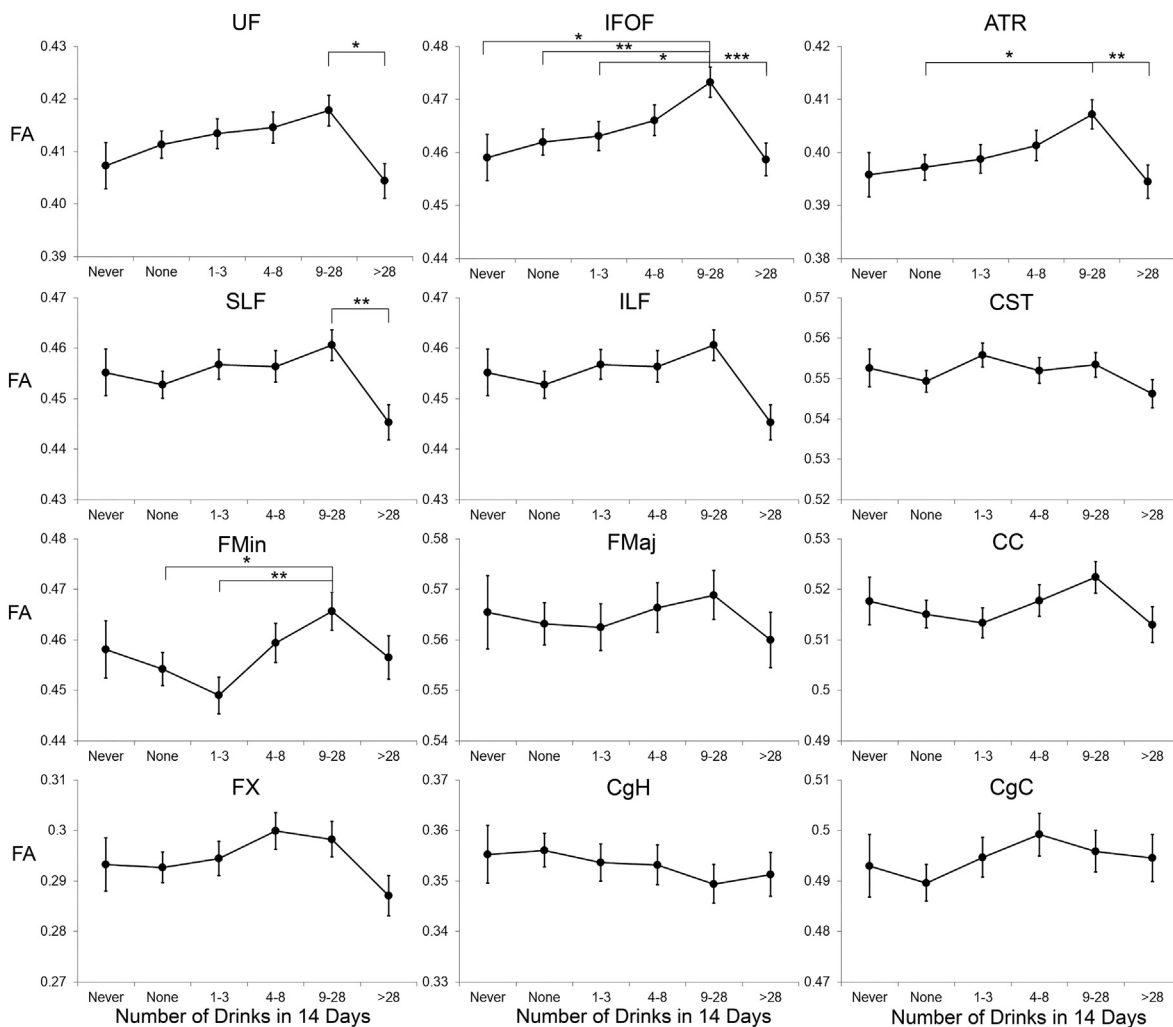 UF IFOF ATR
0.43 0.48 0.42
* * * **
** 
* ***
0.42 0.47 0.41
FA
0.41 0.46 0.40
0.40 0.45 0.39
0.39 0.44 0.38
Never None 1-3 4-8 9-28 >28 Never None 1-3 4-8 9-28 >28 Never None 1-3 4-8 9-28 >28
SLF ILF CST
0.47 0.47 0.57
**
0.46 0.46 0.56
FA
0.45 0.45 0.55
0.44 0.44 0.54
0.53
0.43 0.43 0.52
Never None 1-3 4-8 9-28 >28 Never None 1-3 4-8 9-28 >28 Never None 1-3 4-8 9-28 >28
FMin FMaj CC
0.48 0.58 0.53
*
**
0.47 0.57 0.52
FA
0.46 0.56 0.51
0.45 0.55 0.5
0.44 0.54 0.49
Never None 1-3 4-8 9-28 >28 Never None 1-3 4-8 9-28 >28 Never None 1-3 4-8 9-28 >28
FX CgH CgC
0.31 0.37 0.51
0.3 0.36 0.5
FA
0.29 0.35 0.49
0.28 0.34 0.48
0.27 0.33 0.47
Never None 1-3 4-8 9-28 >28 Never None 1-3 4-8 9-28 >28 Never None 1-3 4-8 9-28 >28
Number of Drinks in 14 Days Number of Drinks in 14 Days Number of Drinks in 14 Days